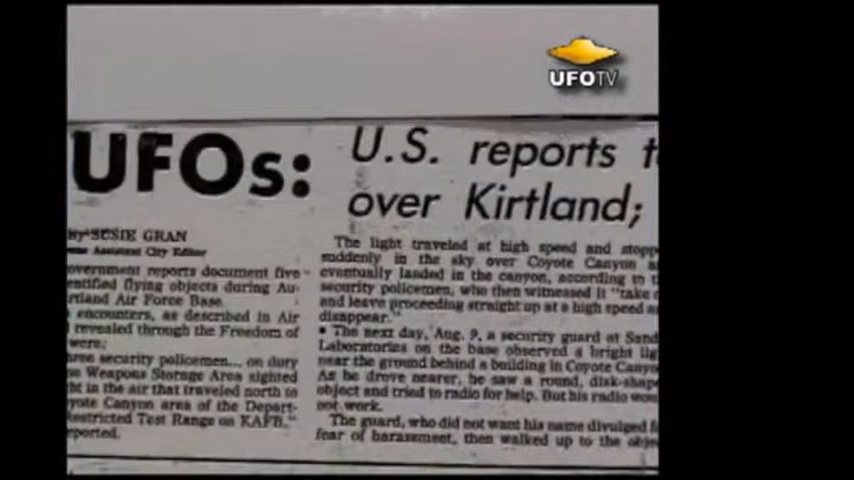 UFOTV
UFOs:
U.S. reports t
over Kirtland;
By SUSIE GRAN
Assistant City Editor
overnment reports document five
entified flying objects during Au-
rtland Air Force Base.
encounters, as described in Air
revealed through the Freedom of
were:
hree security policemen... on duty
Weapons Storage Area sighted
ht in the air that traveled north to
yote Canyon area of the Depart-
Restricted Test Range on KAFB,"
eported.
The light traveled at high speed and stopp
suddenly in the sky over Coyote Canyon a
eventually landed in the canyon, according to t
security policemen, who then witnessed it "take
and leave proceeding straight up at a high speed a
disappear."
• The next day, Aug. 9, a security guard at Sand
Laboratories on the base observed a bright lig
near the ground behind a building in Coyote Canyo
As he drove nearer, he saw a round, disk-shape
object and tried to radio for help. But his radio wou
not work.
The guard, who did not want his name divulged f
fear of harassment, then walked up to the obje